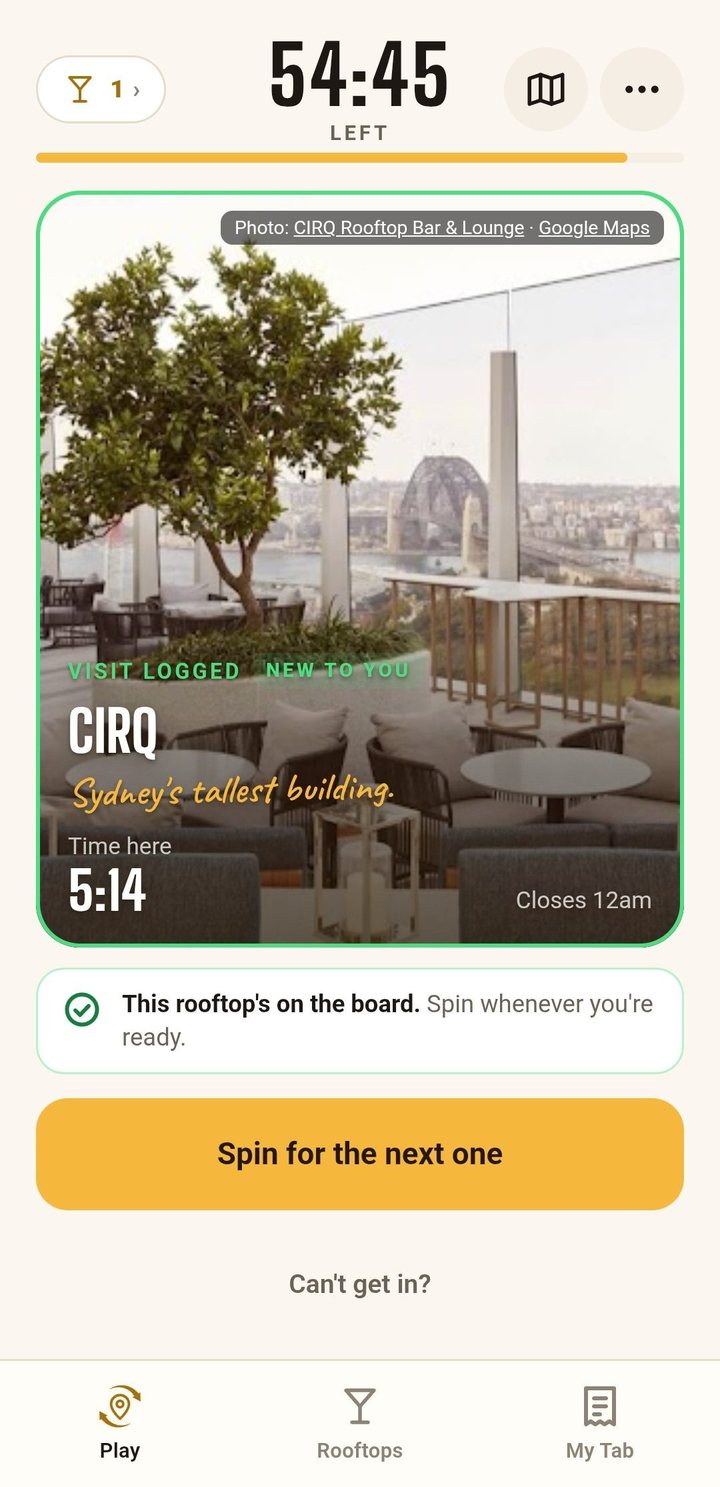 1 ›
54:45
LEFT
Photo: CIRQ Rooftop Bar & Lounge · Google Maps
VISIT LOGGED NEW TO YOU
CIRQ
Sydney's tallest building.
Time here
5:14
Closes 12am
This rooftop's on the board. Spin whenever you're
ready.
Spin for the next one
Can't get in?
Play
Rooftops
My Tab